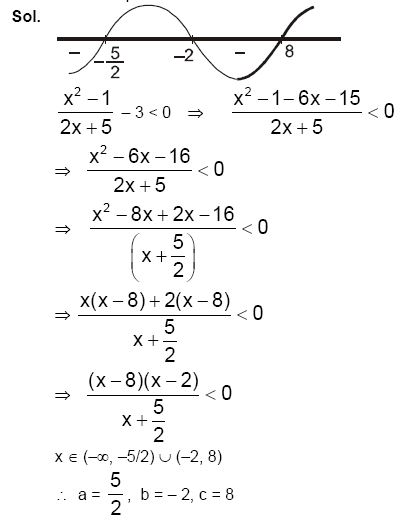 Sol.
– –5/2 –2 – 8
(x² – 1)/(2x + 5) – 3 < 0 ⇒ (x² – 1 – 6x – 15)/(2x + 5) < 0
⇒ (x² – 6x – 16)/(2x + 5) < 0
⇒ (x² – 8x + 2x – 16)/(x + 5/2) < 0
⇒ (x(x – 8) + 2(x – 8))/(x + 5/2) < 0
⇒ ((x – 8)(x – 2))/(x + 5/2) < 0
x ∈ (–∞, –5/2) ∪ (–2, 8)
∴ a = 5/2 , b = – 2, c = 8